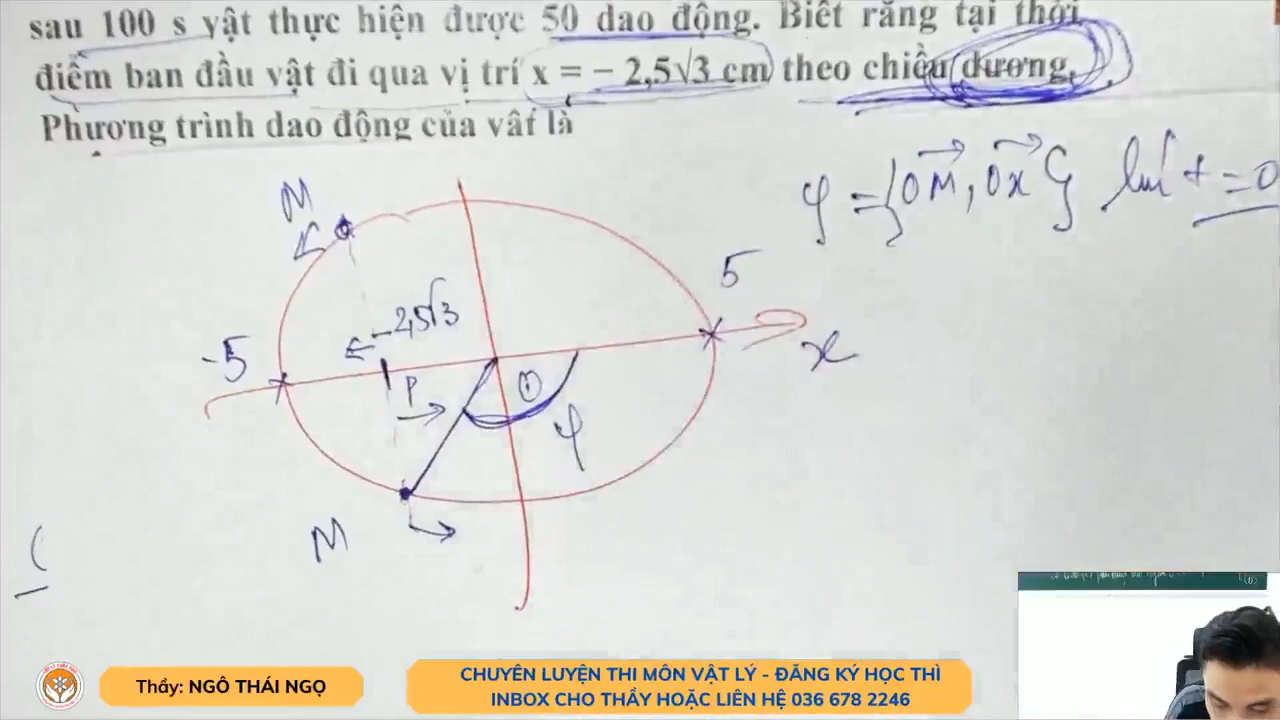 sau 100 s vật thực hiện được 50 dao động. Biết rằng tại thời
điểm ban đầu vật đi qua vị trí x = – 2,5√3 cm theo chiều dương.
Phương trình dao động của vật là
φ = {OM, Ox} lúc t = 0
M
5
-2,5√3
-5
x
P
O
φ
M
Thầy: NGÔ THÁI NGỌ
CHUYÊN LUYỆN THI MÔN VẬT LÝ - ĐĂNG KÝ HỌC THÌ
INBOX CHO THẦY HOẶC LIÊN HỆ 036 678 2246